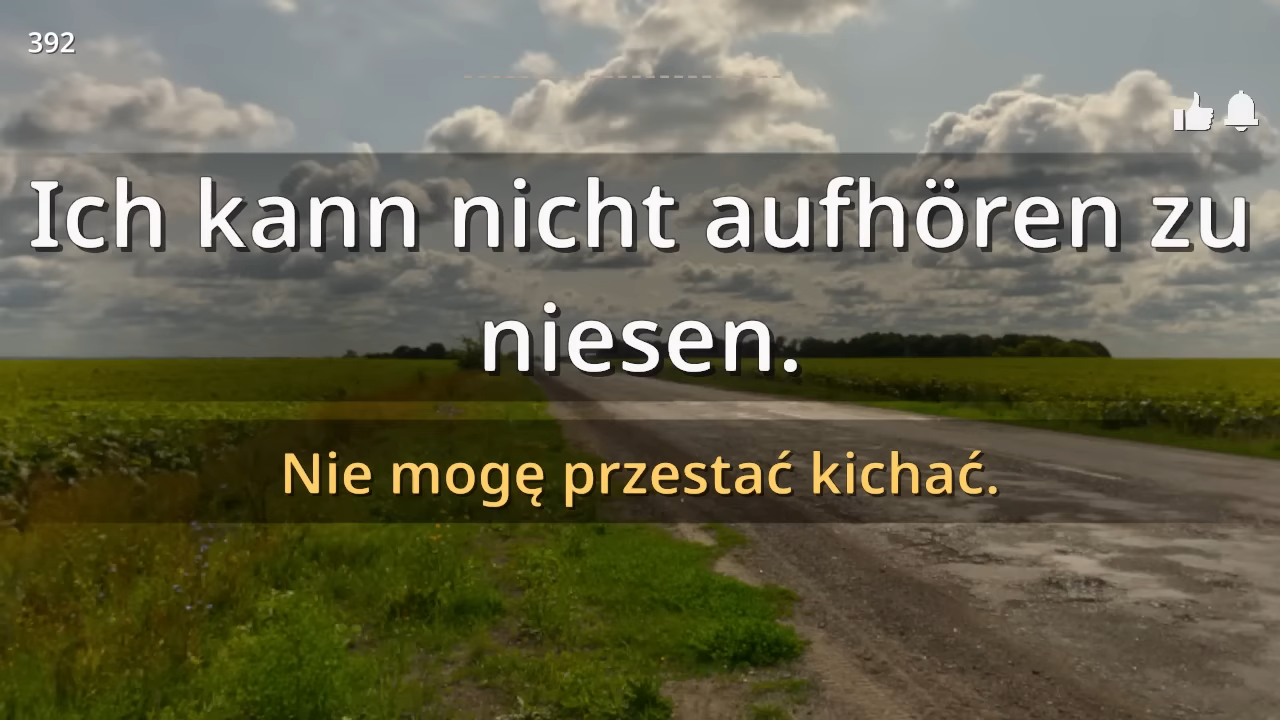 392
Ich kann nicht aufhören zu
niesen.
Nie mogę przestać kichać.